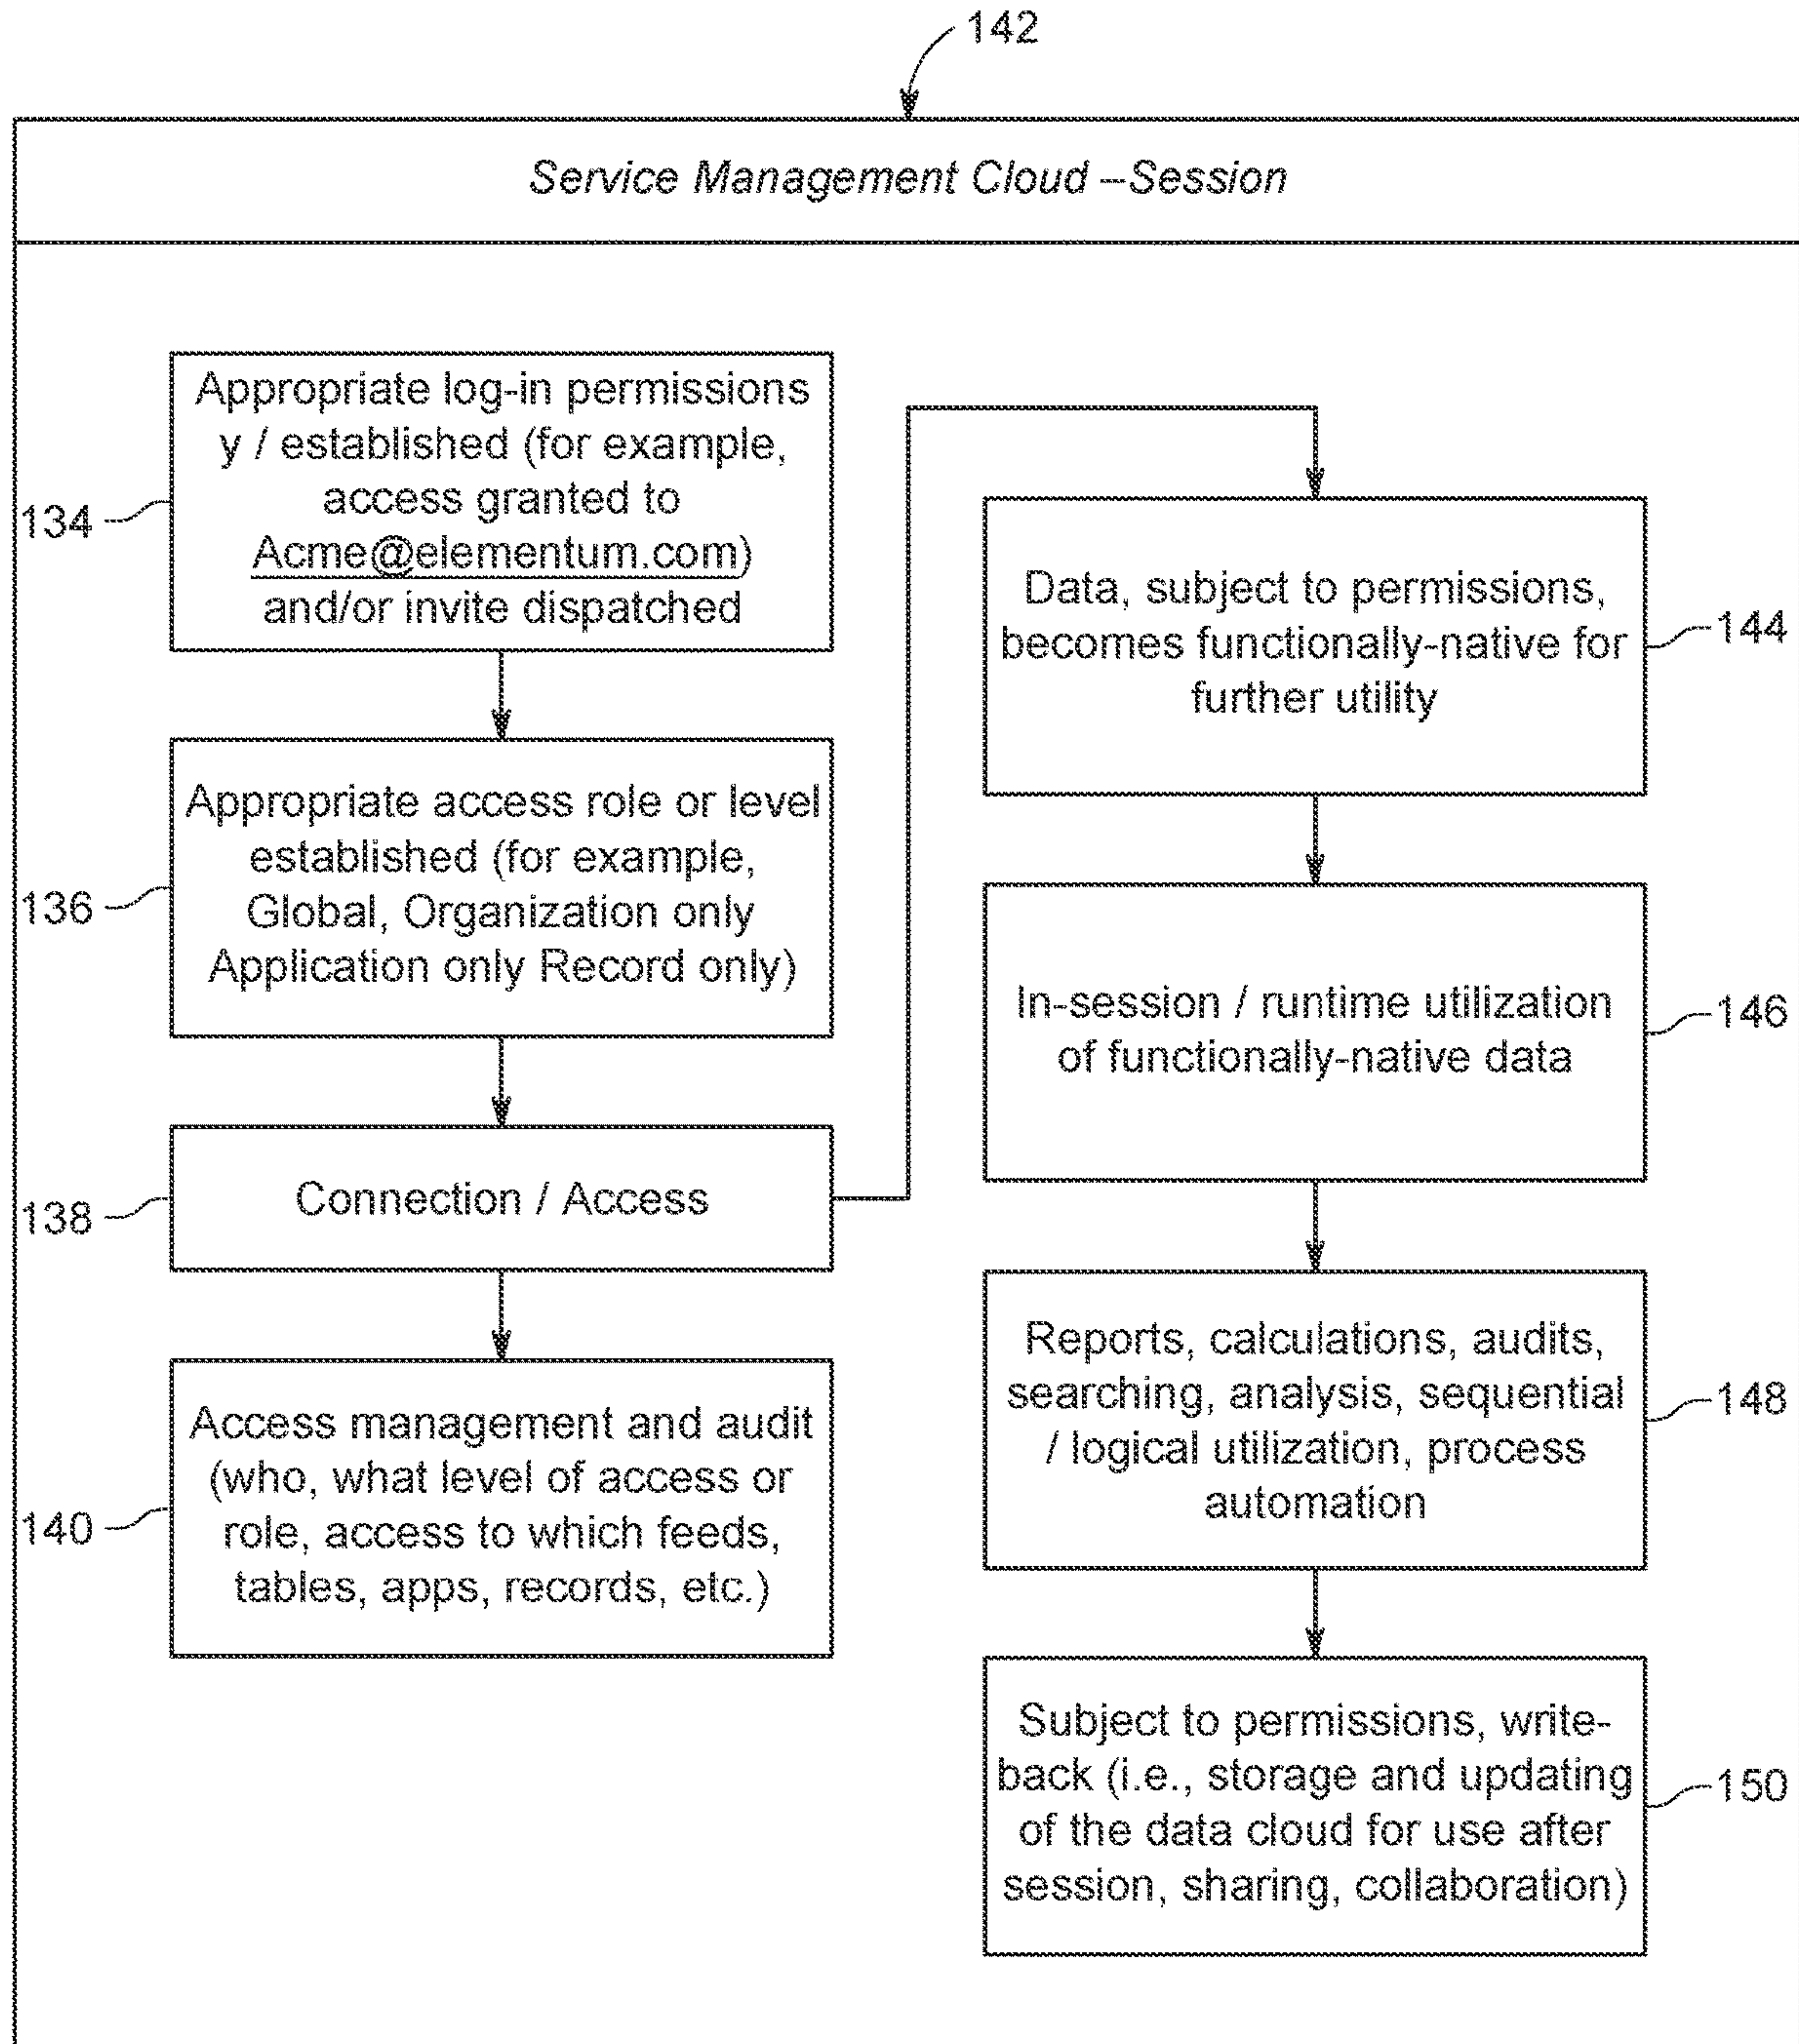 142
Service Management Cloud –Session
134
Appropriate log-in permissions
y / established (for example,
access granted to
Acme@elementum.com)
and/or invite dispatched
136
Appropriate access role or level
established (for example,
Global, Organization only
Application only Record only)
138
Connection / Access
140
Access management and audit
(who, what level of access or
role, access to which feeds,
tables, apps, records, etc.)
Data, subject to permissions,
becomes functionally-native for
further utility
144
In-session / runtime utilization
of functionally-native data
146
Reports, calculations, audits,
searching, analysis, sequential
/ logical utilization, process
automation
148
Subject to permissions, write-
back (i.e., storage and updating
of the data cloud for use after
session, sharing, collaboration)
150